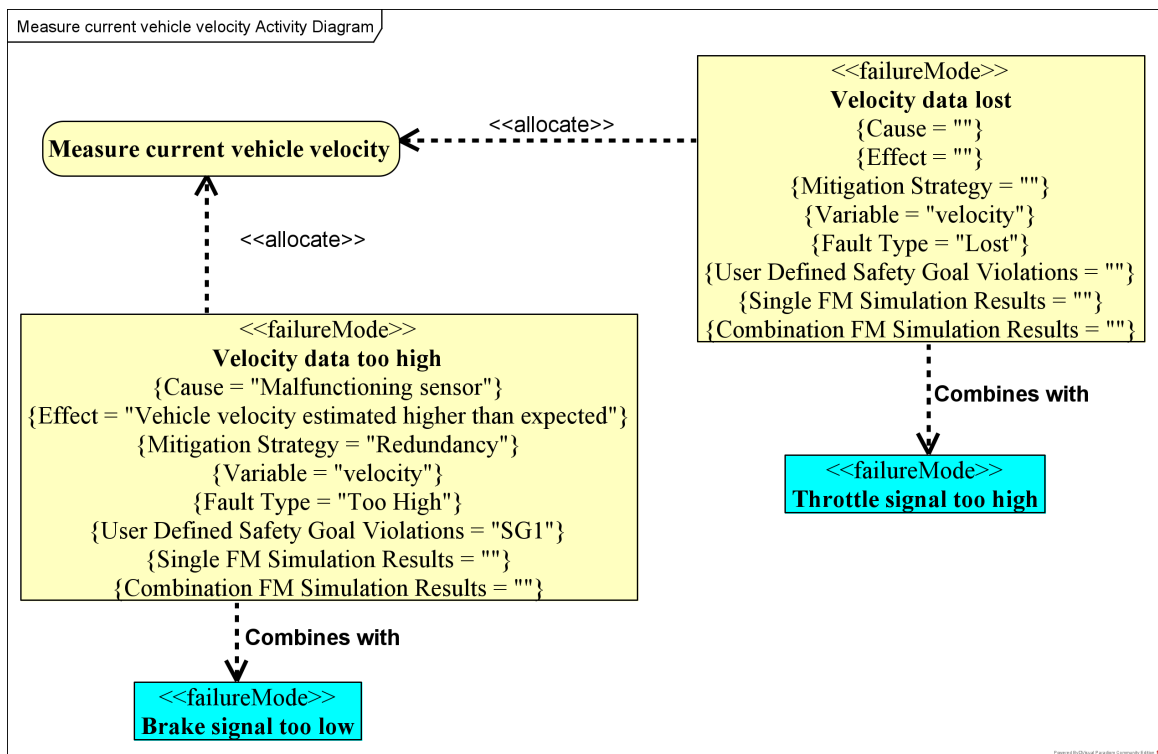 Measure current vehicle velocity Activity Diagram
<<failureMode>>
Velocity data lost
{Cause = ""}
{Effect = ""}
{Mitigation Strategy = ""}
{Variable = "velocity"}
{Fault Type = "Lost"}
{User Defined Safety Goal Violations = ""}
{Single FM Simulation Results = ""}
{Combination FM Simulation Results = ""}
<<allocate>>
Measure current vehicle velocity
<<allocate>>
<<failureMode>>
Velocity data too high
{Cause = "Malfunctioning sensor"}
{Effect = "Vehicle velocity estimated higher than expected"}
{Mitigation Strategy = "Redundancy"}
{Variable = "velocity"}
{Fault Type = "Too High"}
{User Defined Safety Goal Violations = "SG1"}
{Single FM Simulation Results = ""}
{Combination FM Simulation Results = ""}
Combines with
<<failureMode>>
Throttle signal too high
Combines with
<<failureMode>>
Brake signal too low